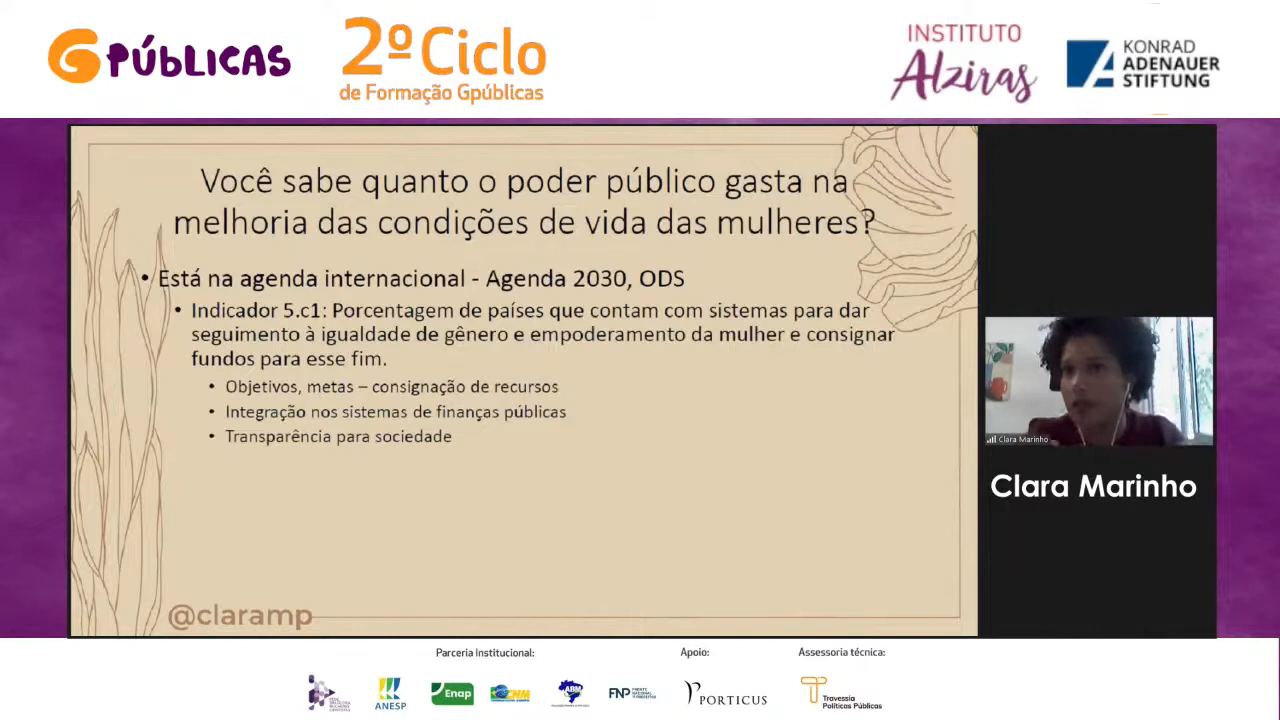 GPÚBLICAS
2º Ciclo
de Formação Gpúblicas
INSTITUTO
Alziras
KONRAD
ADENAUER
STIFTUNG
Você sabe quanto o poder público gasta na
melhoria das condições de vida das mulheres?
• Está na agenda internacional - Agenda 2030, ODS
• Indicador 5.c1: Porcentagem de países que contam com sistemas para dar
seguimento à igualdade de gênero e empoderamento da mulher e consignar
fundos para esse fim.
• Objetivos, metas – consignação de recursos
• Integração nos sistemas de finanças públicas
• Transparência para sociedade
@claramp
Clara Marinho
Clara Marinho
Parceria Institucional:
Apoio:
Assessoria técnica:
ANESP
Enap
CNM
ABM
FNP
PORTICUS
Travessia
Políticas Públicas